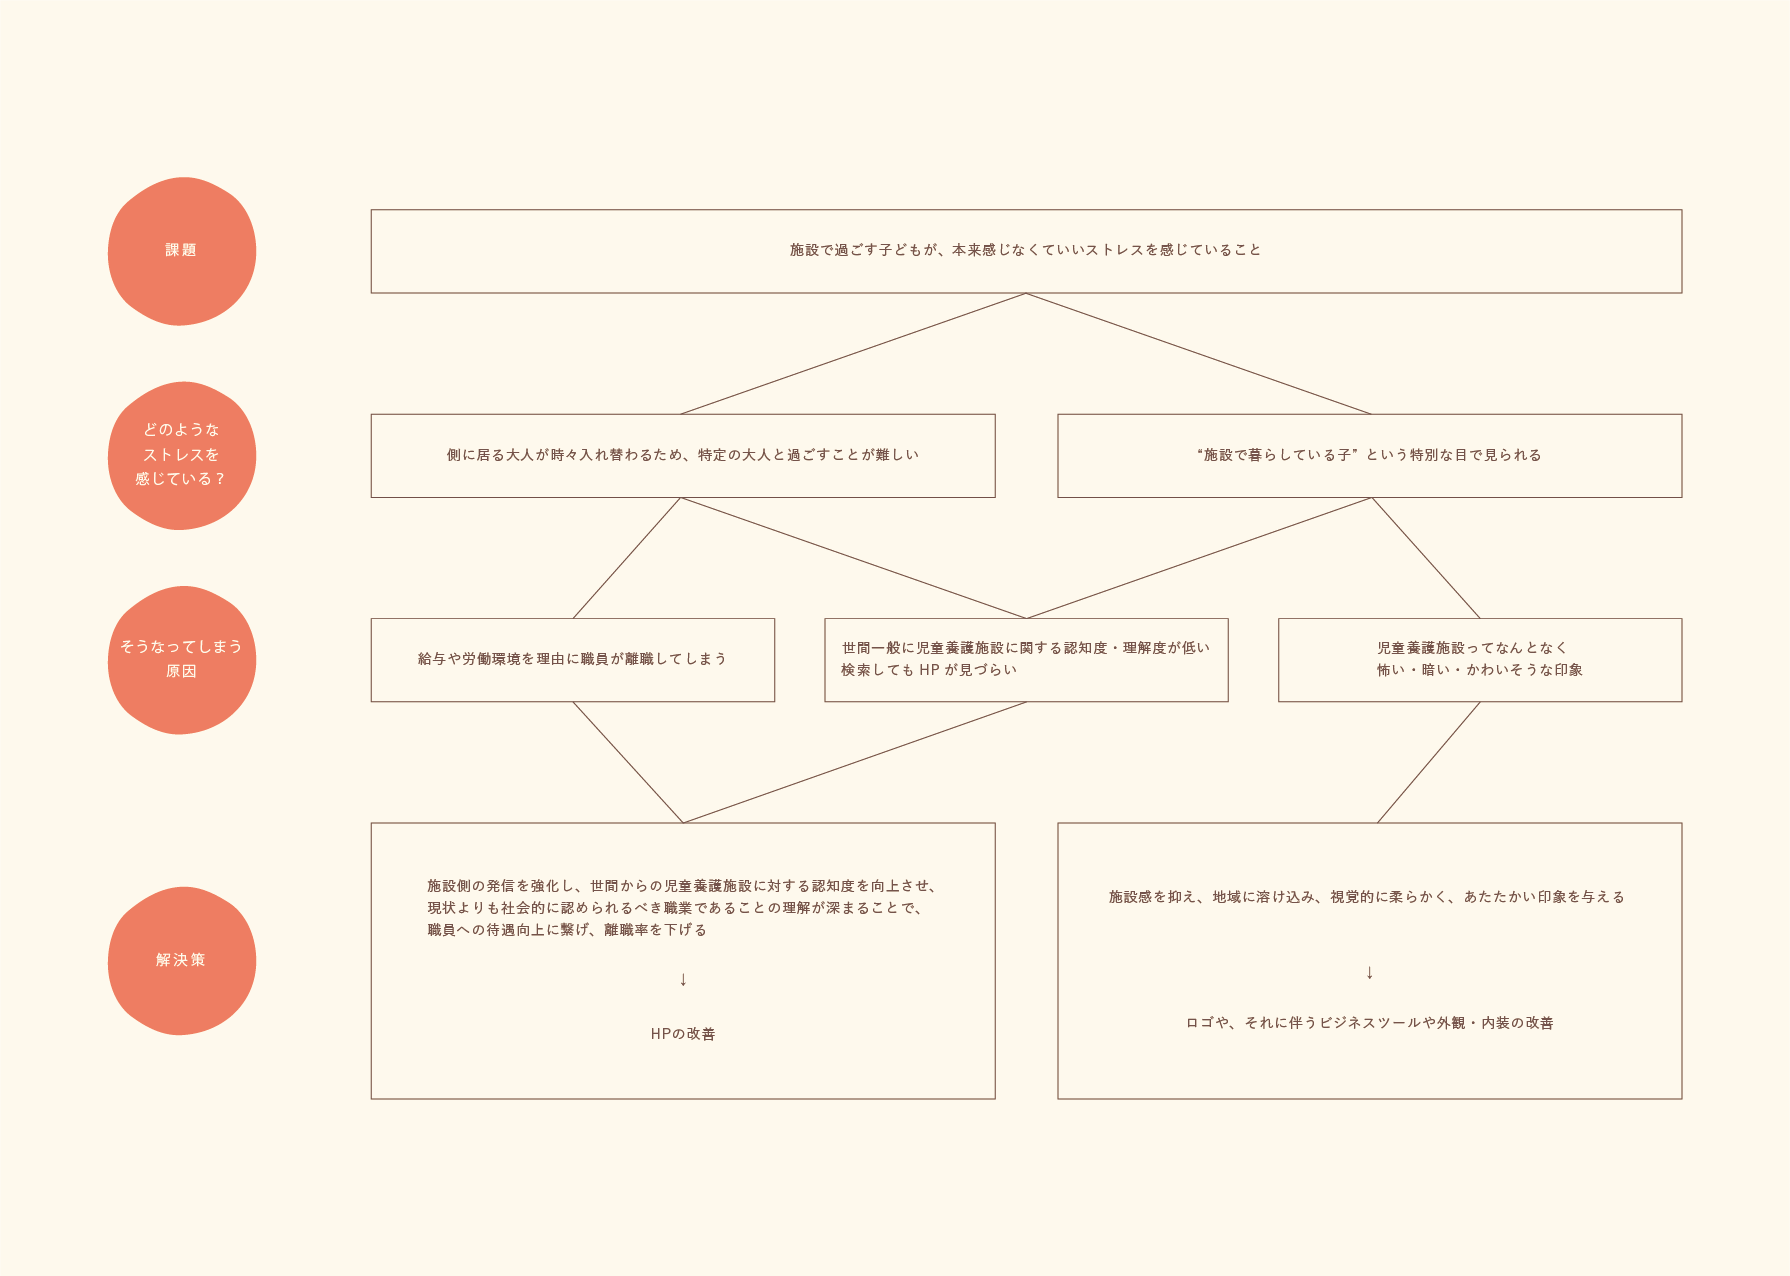 課題
施設で過ごす子どもが、本来感じなくていいストレスを感じていること
どのような
ストレスを
感じている？
側に居る大人が時々入れ替わるため、特定の大人と過ごすことが難しい
“施設で暮らしている子” という特別な目で見られる
そうなってしまう
原因
給与や労働環境を理由に職員が離職してしまう
世間一般に児童養護施設に関する認知度・理解度が低い
検索しても HP が見づらい
児童養護施設ってなんとなく
怖い・暗い・かわいそうな印象
解決策
施設側の発信を強化し、世間からの児童養護施設に対する認知度を向上させ、
現状よりも社会的に認められるべき職業であることの理解が深まることで、
職員への待遇向上に繋げ、離職率を下げる
↓
HPの改善
施設感を抑え、地域に溶け込み、視覚的に柔らかく、あたたかい印象を与える
↓
ロゴや、それに伴うビジネスツールや外観・内装の改善